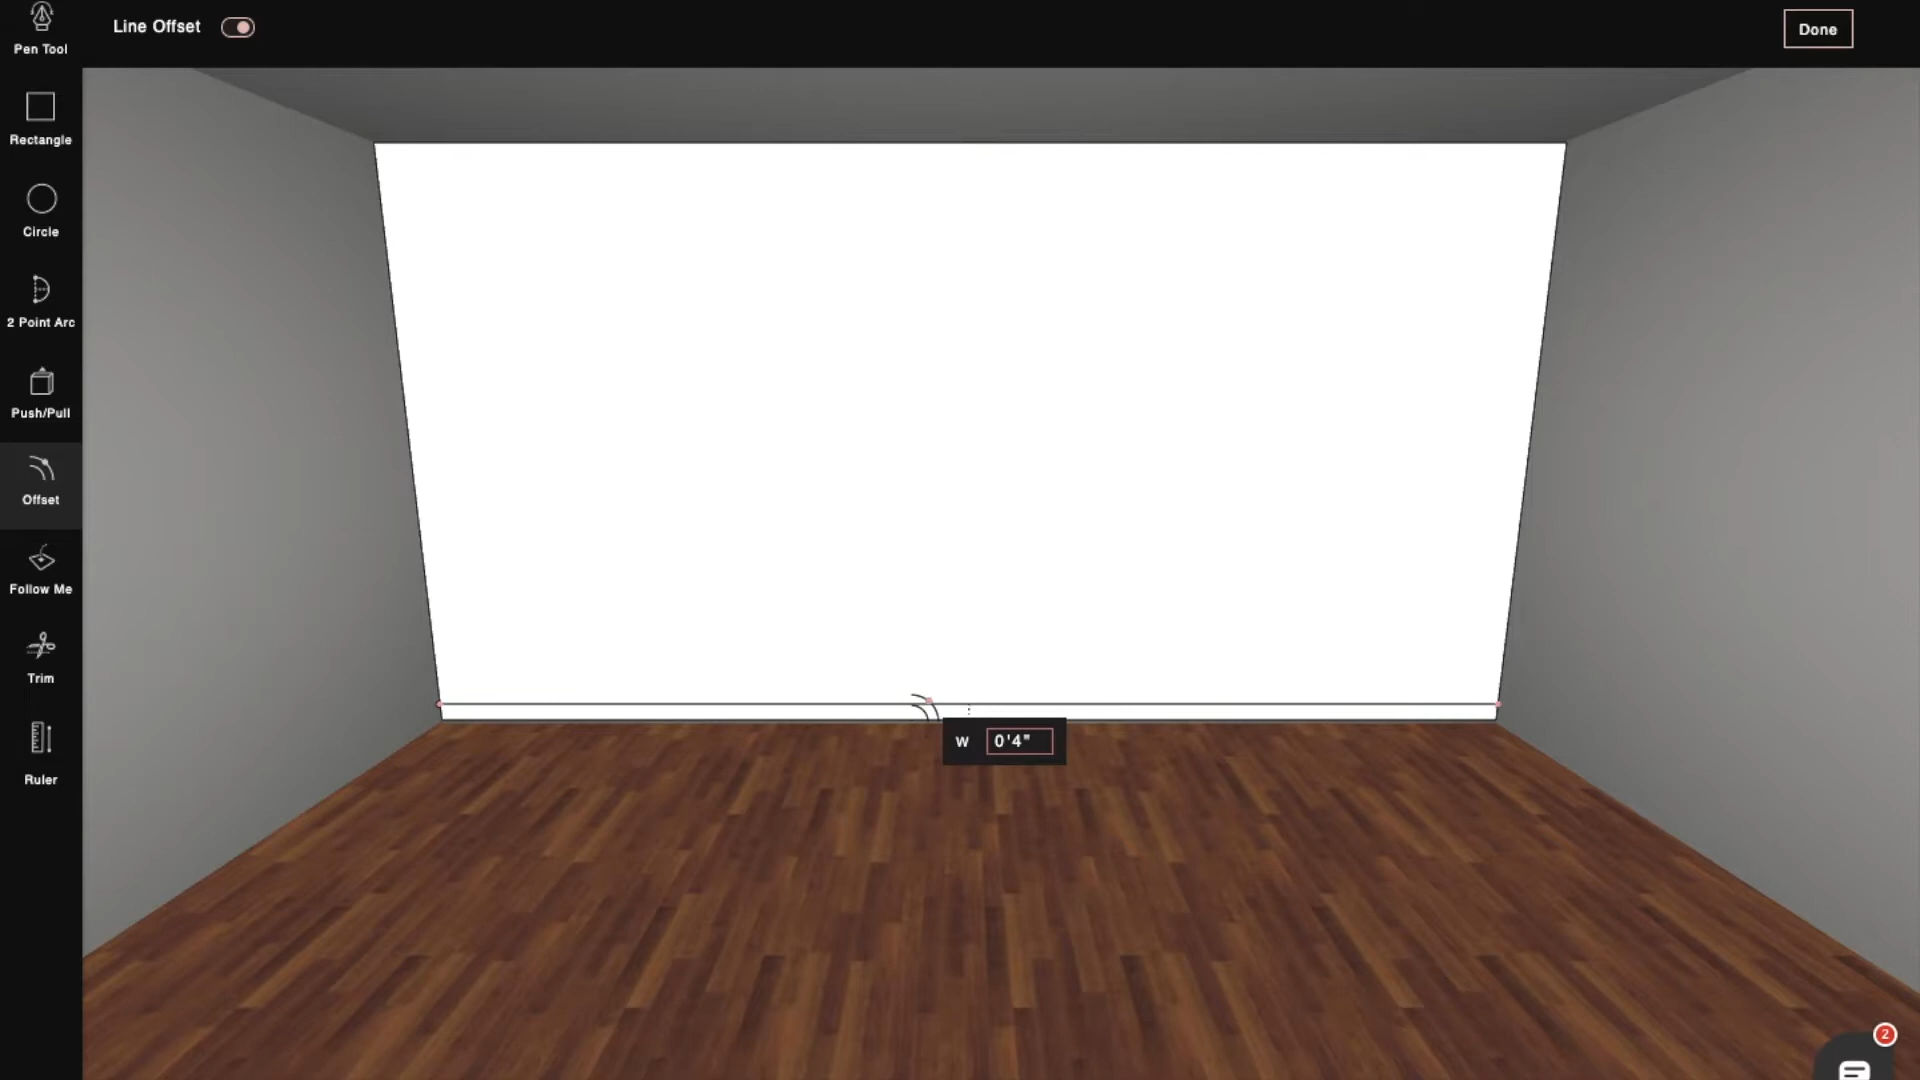 Line Offset
Done
Pen Tool
Rectangle
Circle
2 Point Arc
Push/Pull
Offset
Follow Me
Trim
Ruler
W 0'4"
2